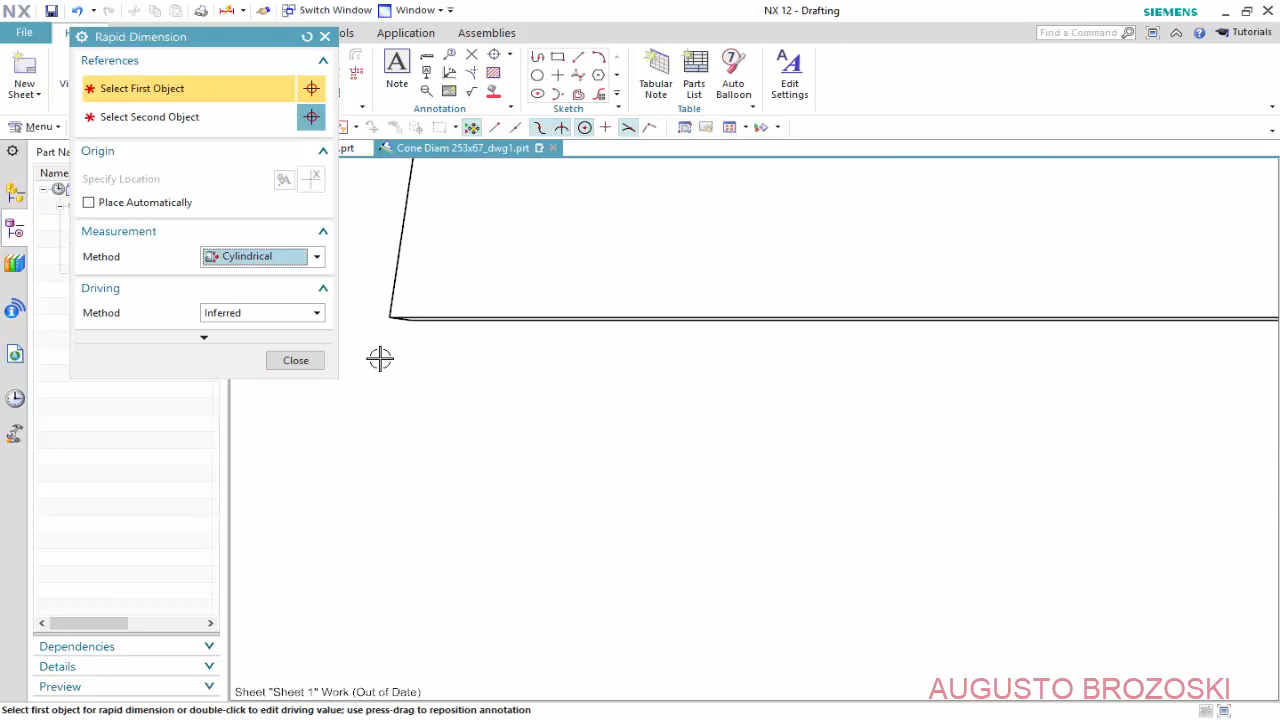 NX
Switch Window
Window
NX 12 - Drafting
SIEMENS
File
Rapid Dimension
ols
Application
Assemblies
Find a Command
Tutorials
New
Sheet
Vi
References
Select First Object
Select Second Object
Note
Annotation
Sketch
Tabular
Note
Parts
List
Auto
Balloon
Table
Edit
Settings
Menu
Part Na
.prt
Cone Diam 253x67_dwg1.prt
Name
Origin
Specify Location
Place Automatically
Measurement
Method
Cylindrical
Driving
Method
Inferred
Close
Dependencies
Details
Preview
Sheet "Sheet 1" Work (Out of Date)
AUGUSTO BROZOSKI
Select first object for rapid dimension or double-click to edit driving value; use press-drag to reposition annotation